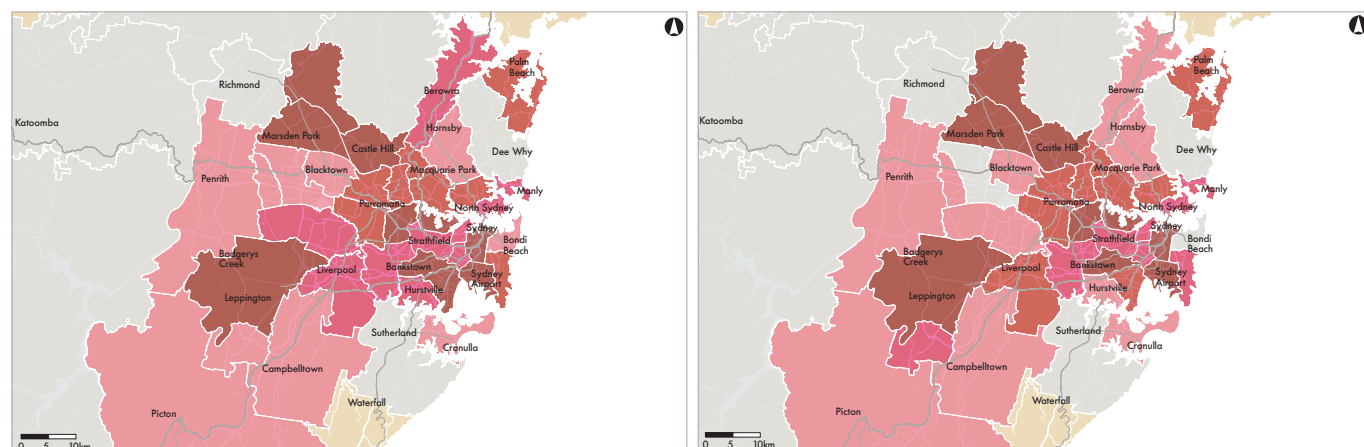 Palm
Beach
Richmond
Berowra
Katoomba
Hornsby
Marsden Park
Castle Hill
Dee Why
Blacktown
Macquarie Park
Penrith
Manly
Parramatta
North Sydney
Sydney
Strathfield
Bondi
Beach
Badgerys
Creek
Liverpool
Bankstown
Sydney
Airport
Leppington
Hurstville
Sutherland
Cronulla
Campbelltown
Waterfall
Picton
0 5 10km
Palm
Beach
Richmond
Berowra
Katoomba
Hornsby
Marsden Park
Castle Hill
Dee Why
Blacktown
Macquarie Park
Penrith
Manly
Parramatta
North Sydney
Sydney
Strathfield
Bondi
Beach
Badgerys
Creek
Liverpool
Bankstown
Sydney
Airport
Leppington
Hurstville
Sutherland
Cronulla
Campbelltown
Waterfall
Picton
0 5 10km